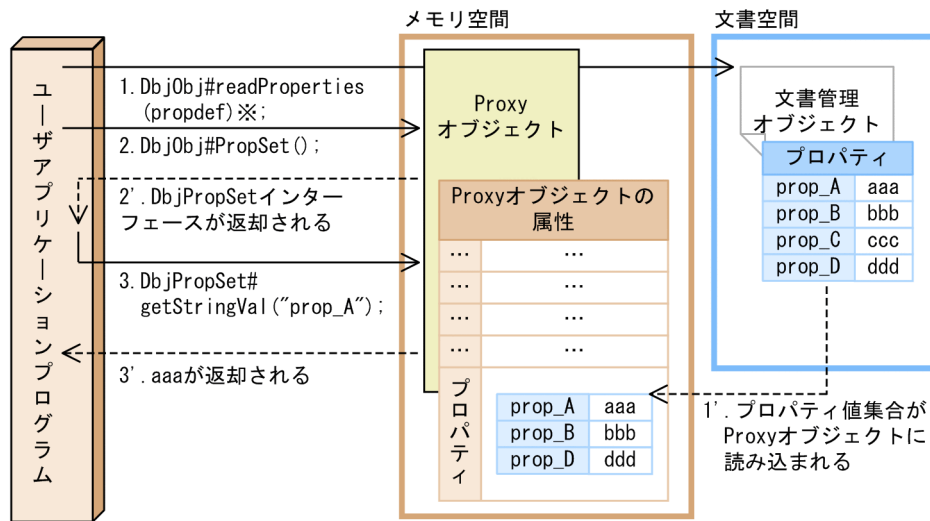 メモリ空間
文書空間
ユーザアプリケーションプログラム
1.DbjObj#readProperties
(propdef)※;
2.DbjObj#PropSet();
2'.DbjPropSetインター
フェースが返却される
3.DbjPropSet#
getStringVal("prop_A");
3'.aaaが返却される
Proxy
オブジェクト
Proxyオブジェクトの
属性
… …
… …
… …
… …
プロパティ
prop_A aaa
prop_B bbb
prop_D ddd
文書管理
オブジェクト
プロパティ
prop_A aaa
prop_B bbb
prop_C ccc
prop_D ddd
1'.プロパティ値集合が
Proxyオブジェクトに
読み込まれる